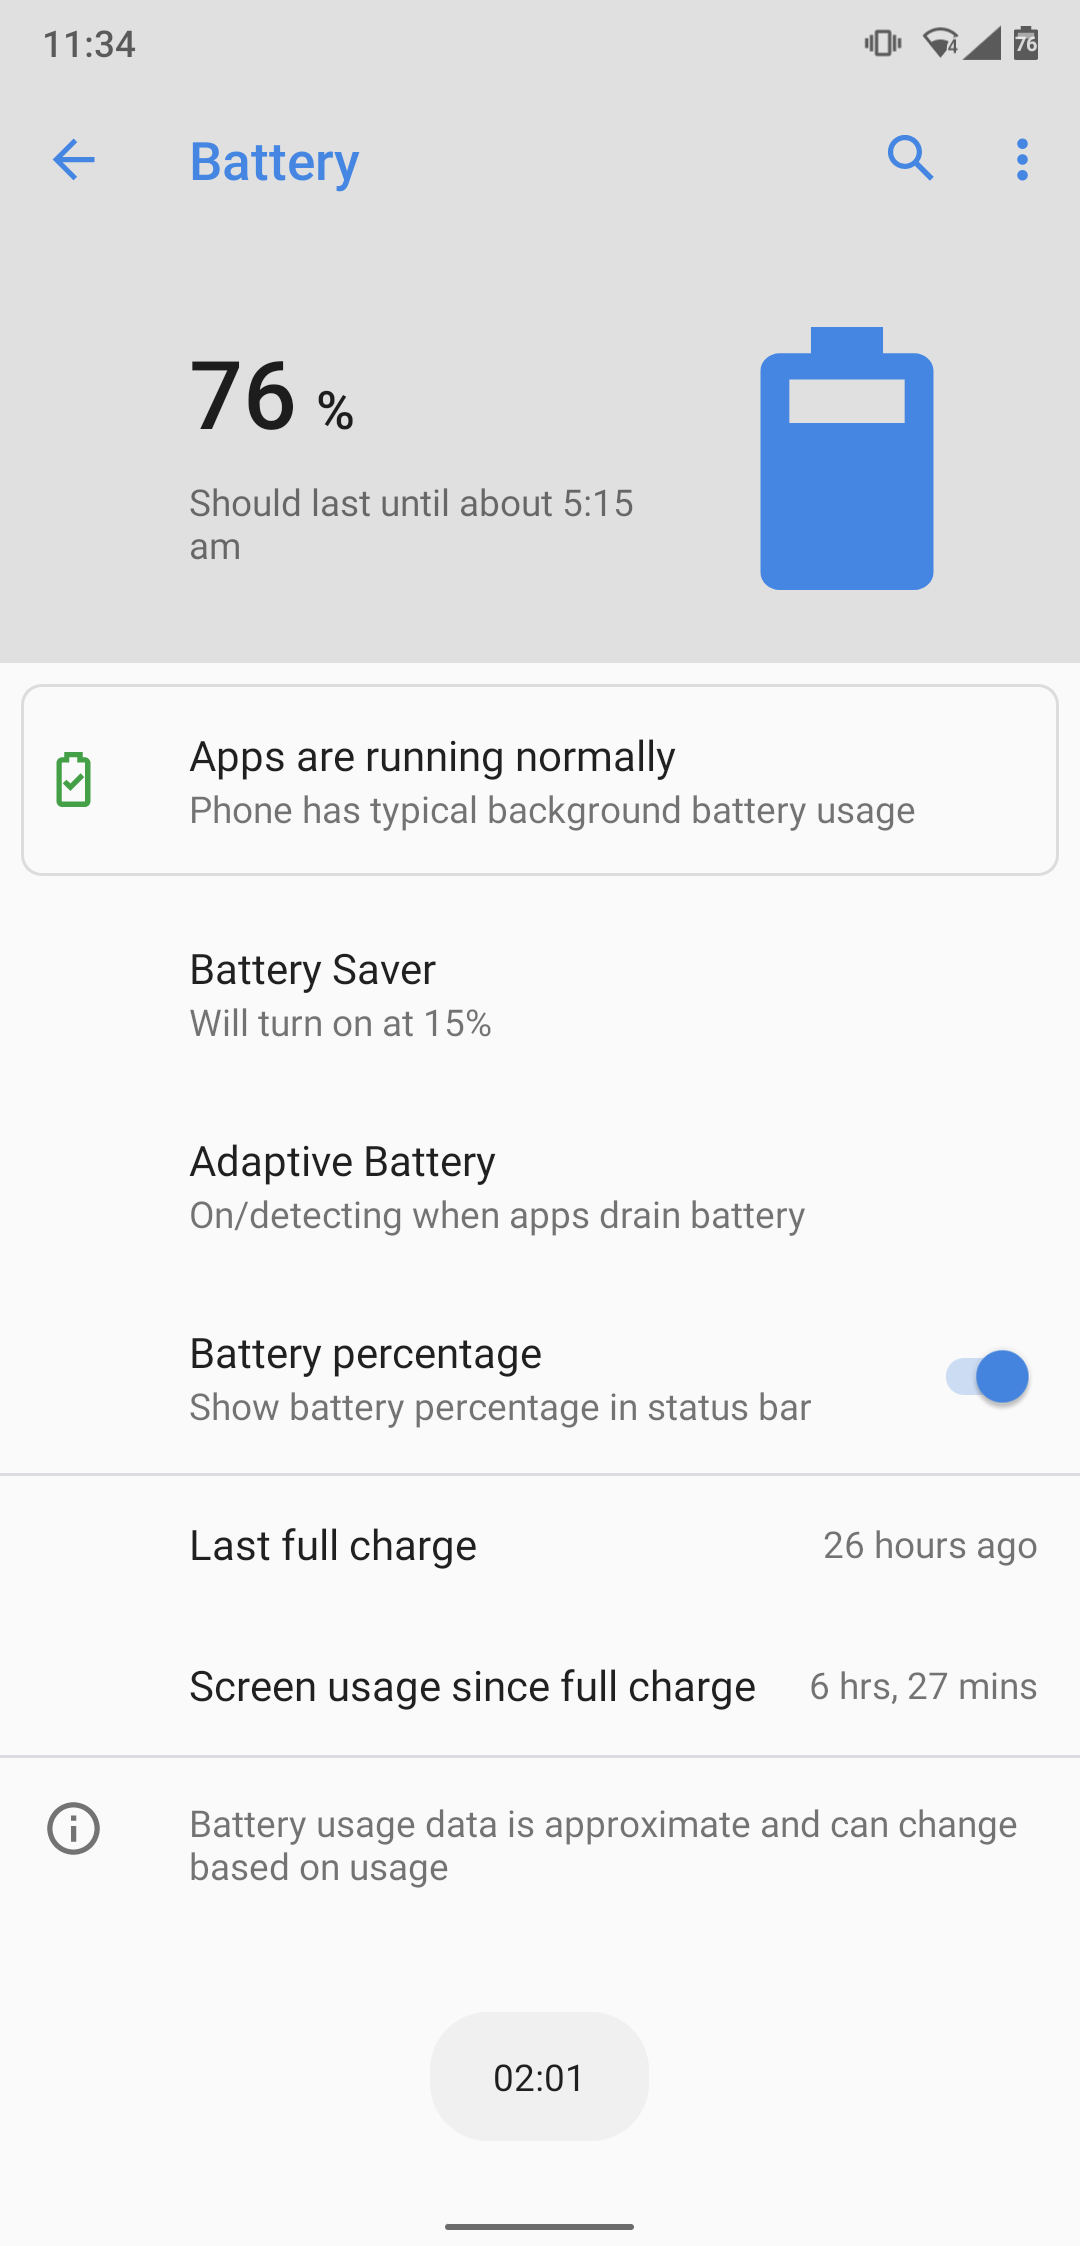 11:34
4
76
Battery
76 %
Should last until about 5:15
am
Apps are running normally
Phone has typical background battery usage
Battery Saver
Will turn on at 15%
Adaptive Battery
On/detecting when apps drain battery
Battery percentage
Show battery percentage in status bar
Last full charge
26 hours ago
Screen usage since full charge
6 hrs, 27 mins
Battery usage data is approximate and can change
based on usage
02:01